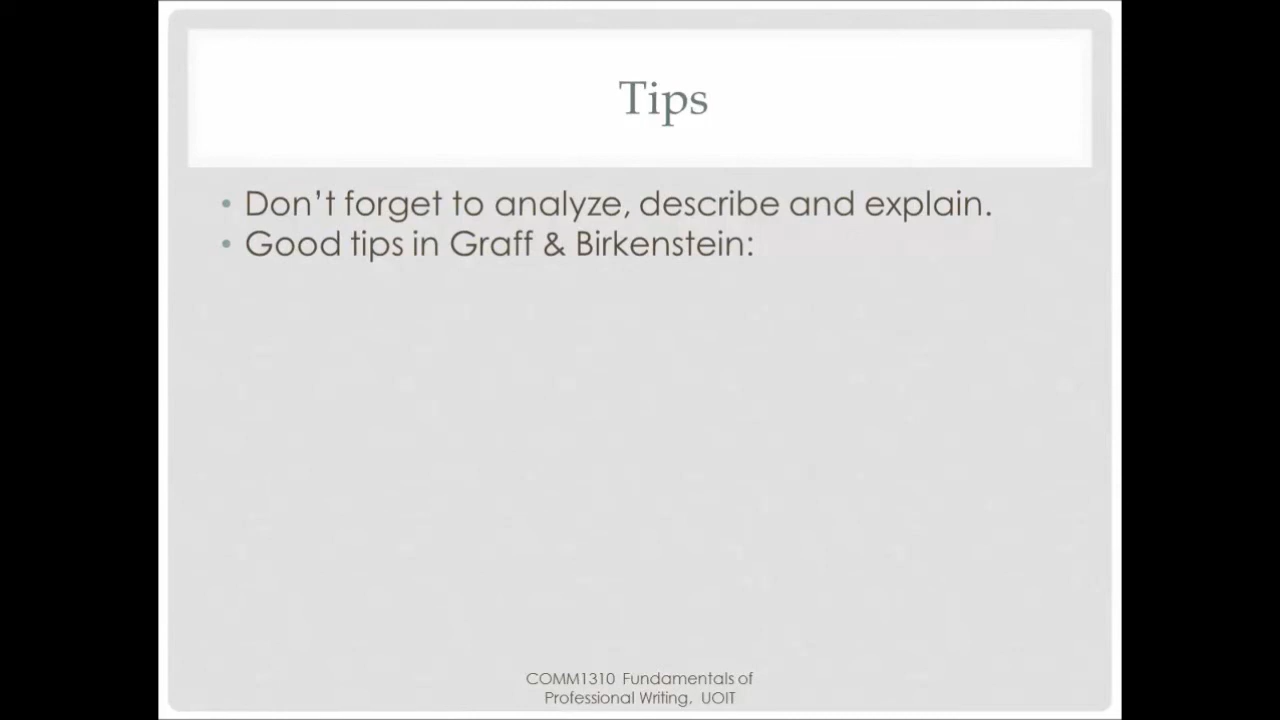 Tips
• Don't forget to analyze, describe and explain.
• Good tips in Graff & Birkenstein:
COMM1310 Fundamentals of
Professional Writing, UOIT